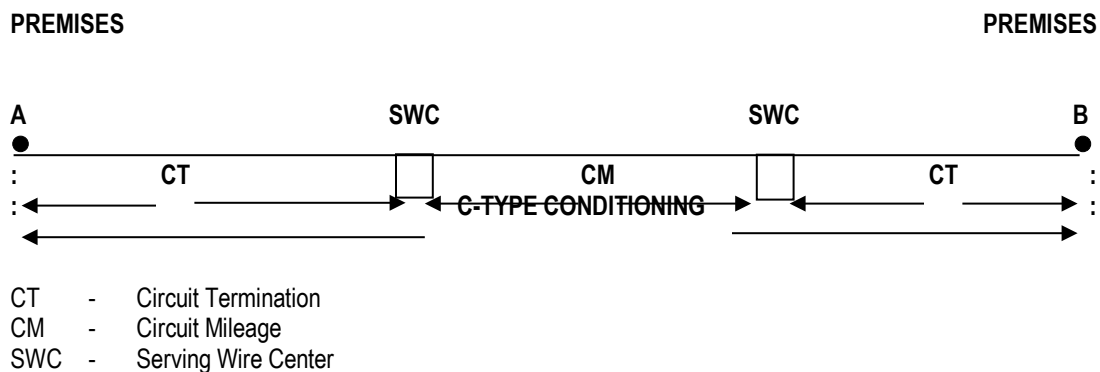 PREMISES PREMISES
A SWC SWC B
: CT CM CT :
: C-TYPE CONDITIONING :
CT - Circuit Termination
CM - Circuit Mileage
SWC - Serving Wire Center